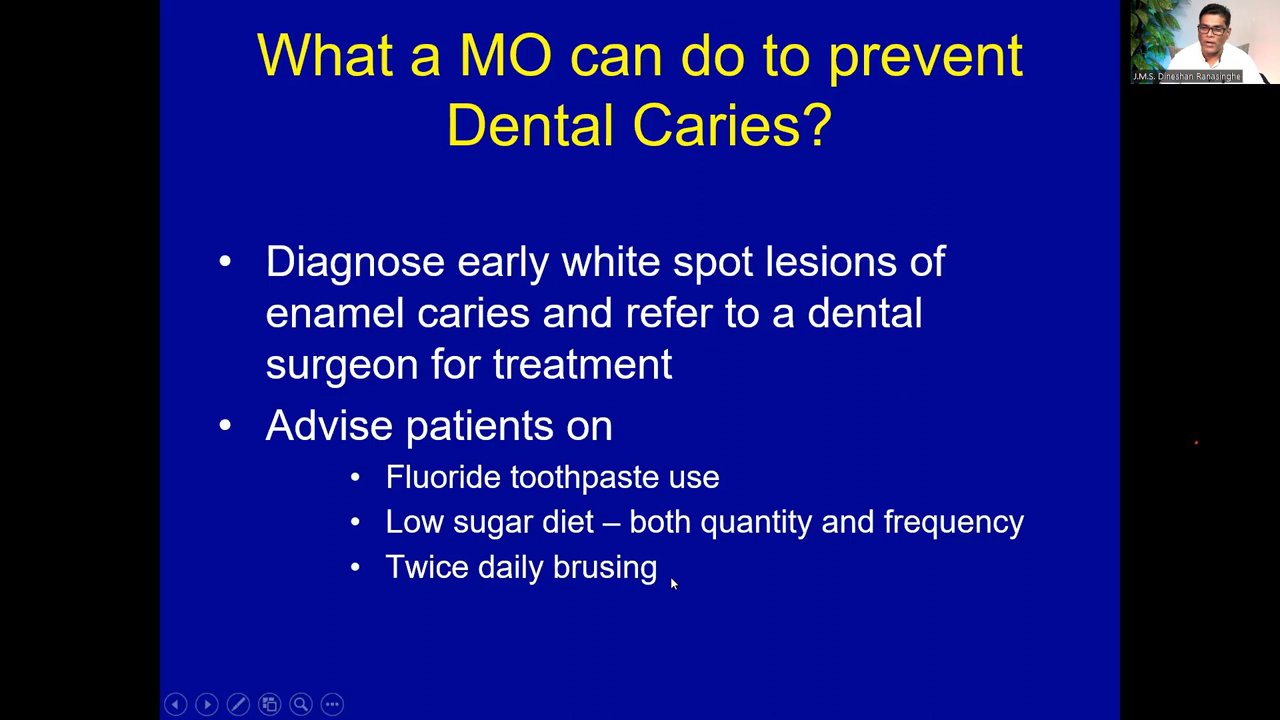 What a MO can do to prevent
Dental Caries?
J.M.S. Dineshan Ranasinghe
• Diagnose early white spot lesions of
enamel caries and refer to a dental
surgeon for treatment
• Advise patients on
• Fluoride toothpaste use
• Low sugar diet – both quantity and frequency
• Twice daily brusing